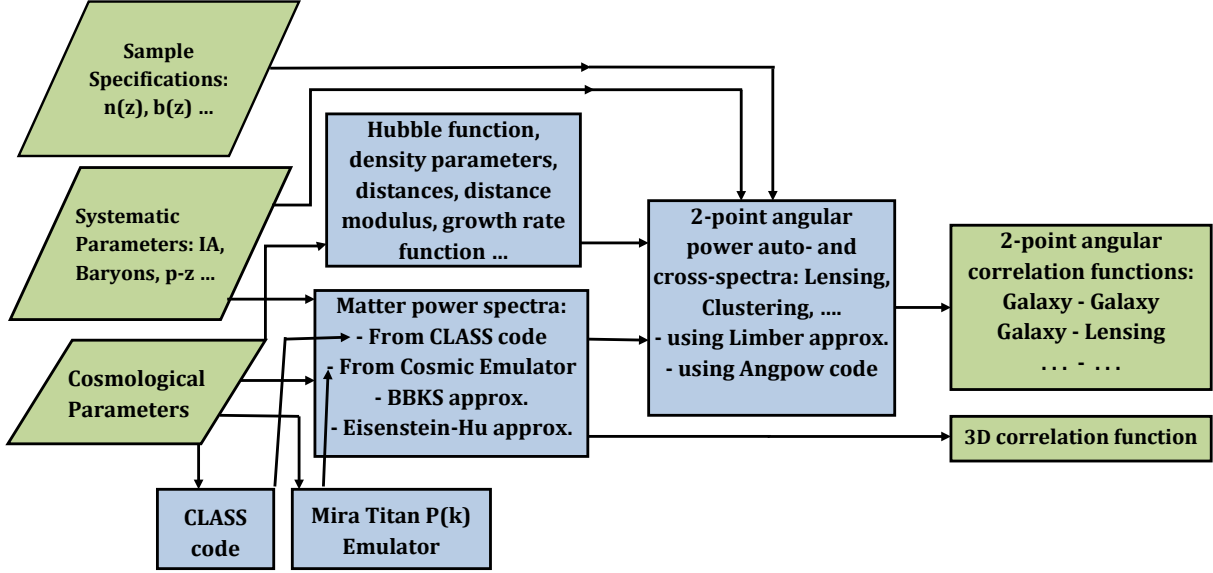 Sample
Specifications:
n(z), b(z) ...
Systematic
Parameters: IA,
Baryons, p-z ...
Cosmological
Parameters
Hubble function,
density parameters,
distances, distance
modulus, growth rate
function ...
Matter power spectra:
- From CLASS code
- From Cosmic Emulator
- BBKS approx.
- Eisenstein-Hu approx.
CLASS
code
Mira Titan P(k)
Emulator
2-point angular
power auto- and
cross-spectra: Lensing,
Clustering, ....
- using Limber approx.
- using Angpow code
2-point angular
correlation functions:
Galaxy - Galaxy
Galaxy - Lensing
. . . - . . .
3D correlation function